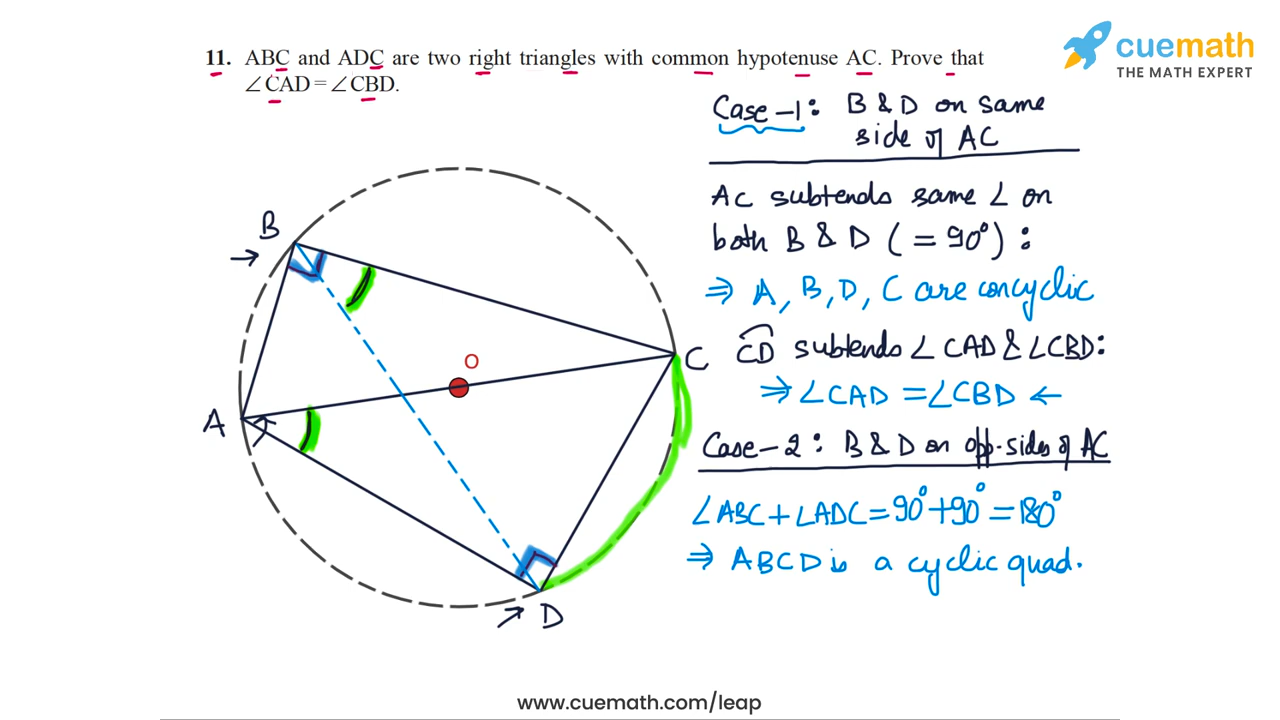 11. ABC and ADC are two right triangles with common hypotenuse AC. Prove that
∠CAD = ∠CBD.
cuemath
THE MATH EXPERT
Case-1: B & D on same
side of AC
AC subtends same ∠ on
both B & D (= 90°) :
⇒ A, B, D, C are concyclic
C͡D subtends ∠CAD & ∠CBD:
⇒ ∠CAD = ∠CBD ←
Case-2: B & D on opp. sides of AC
∠ABC + ∠ADC = 90° + 90° = 180°
⇒ ABCD is a cyclic quad.
B
O
C
A
D
www.cuemath.com/leap